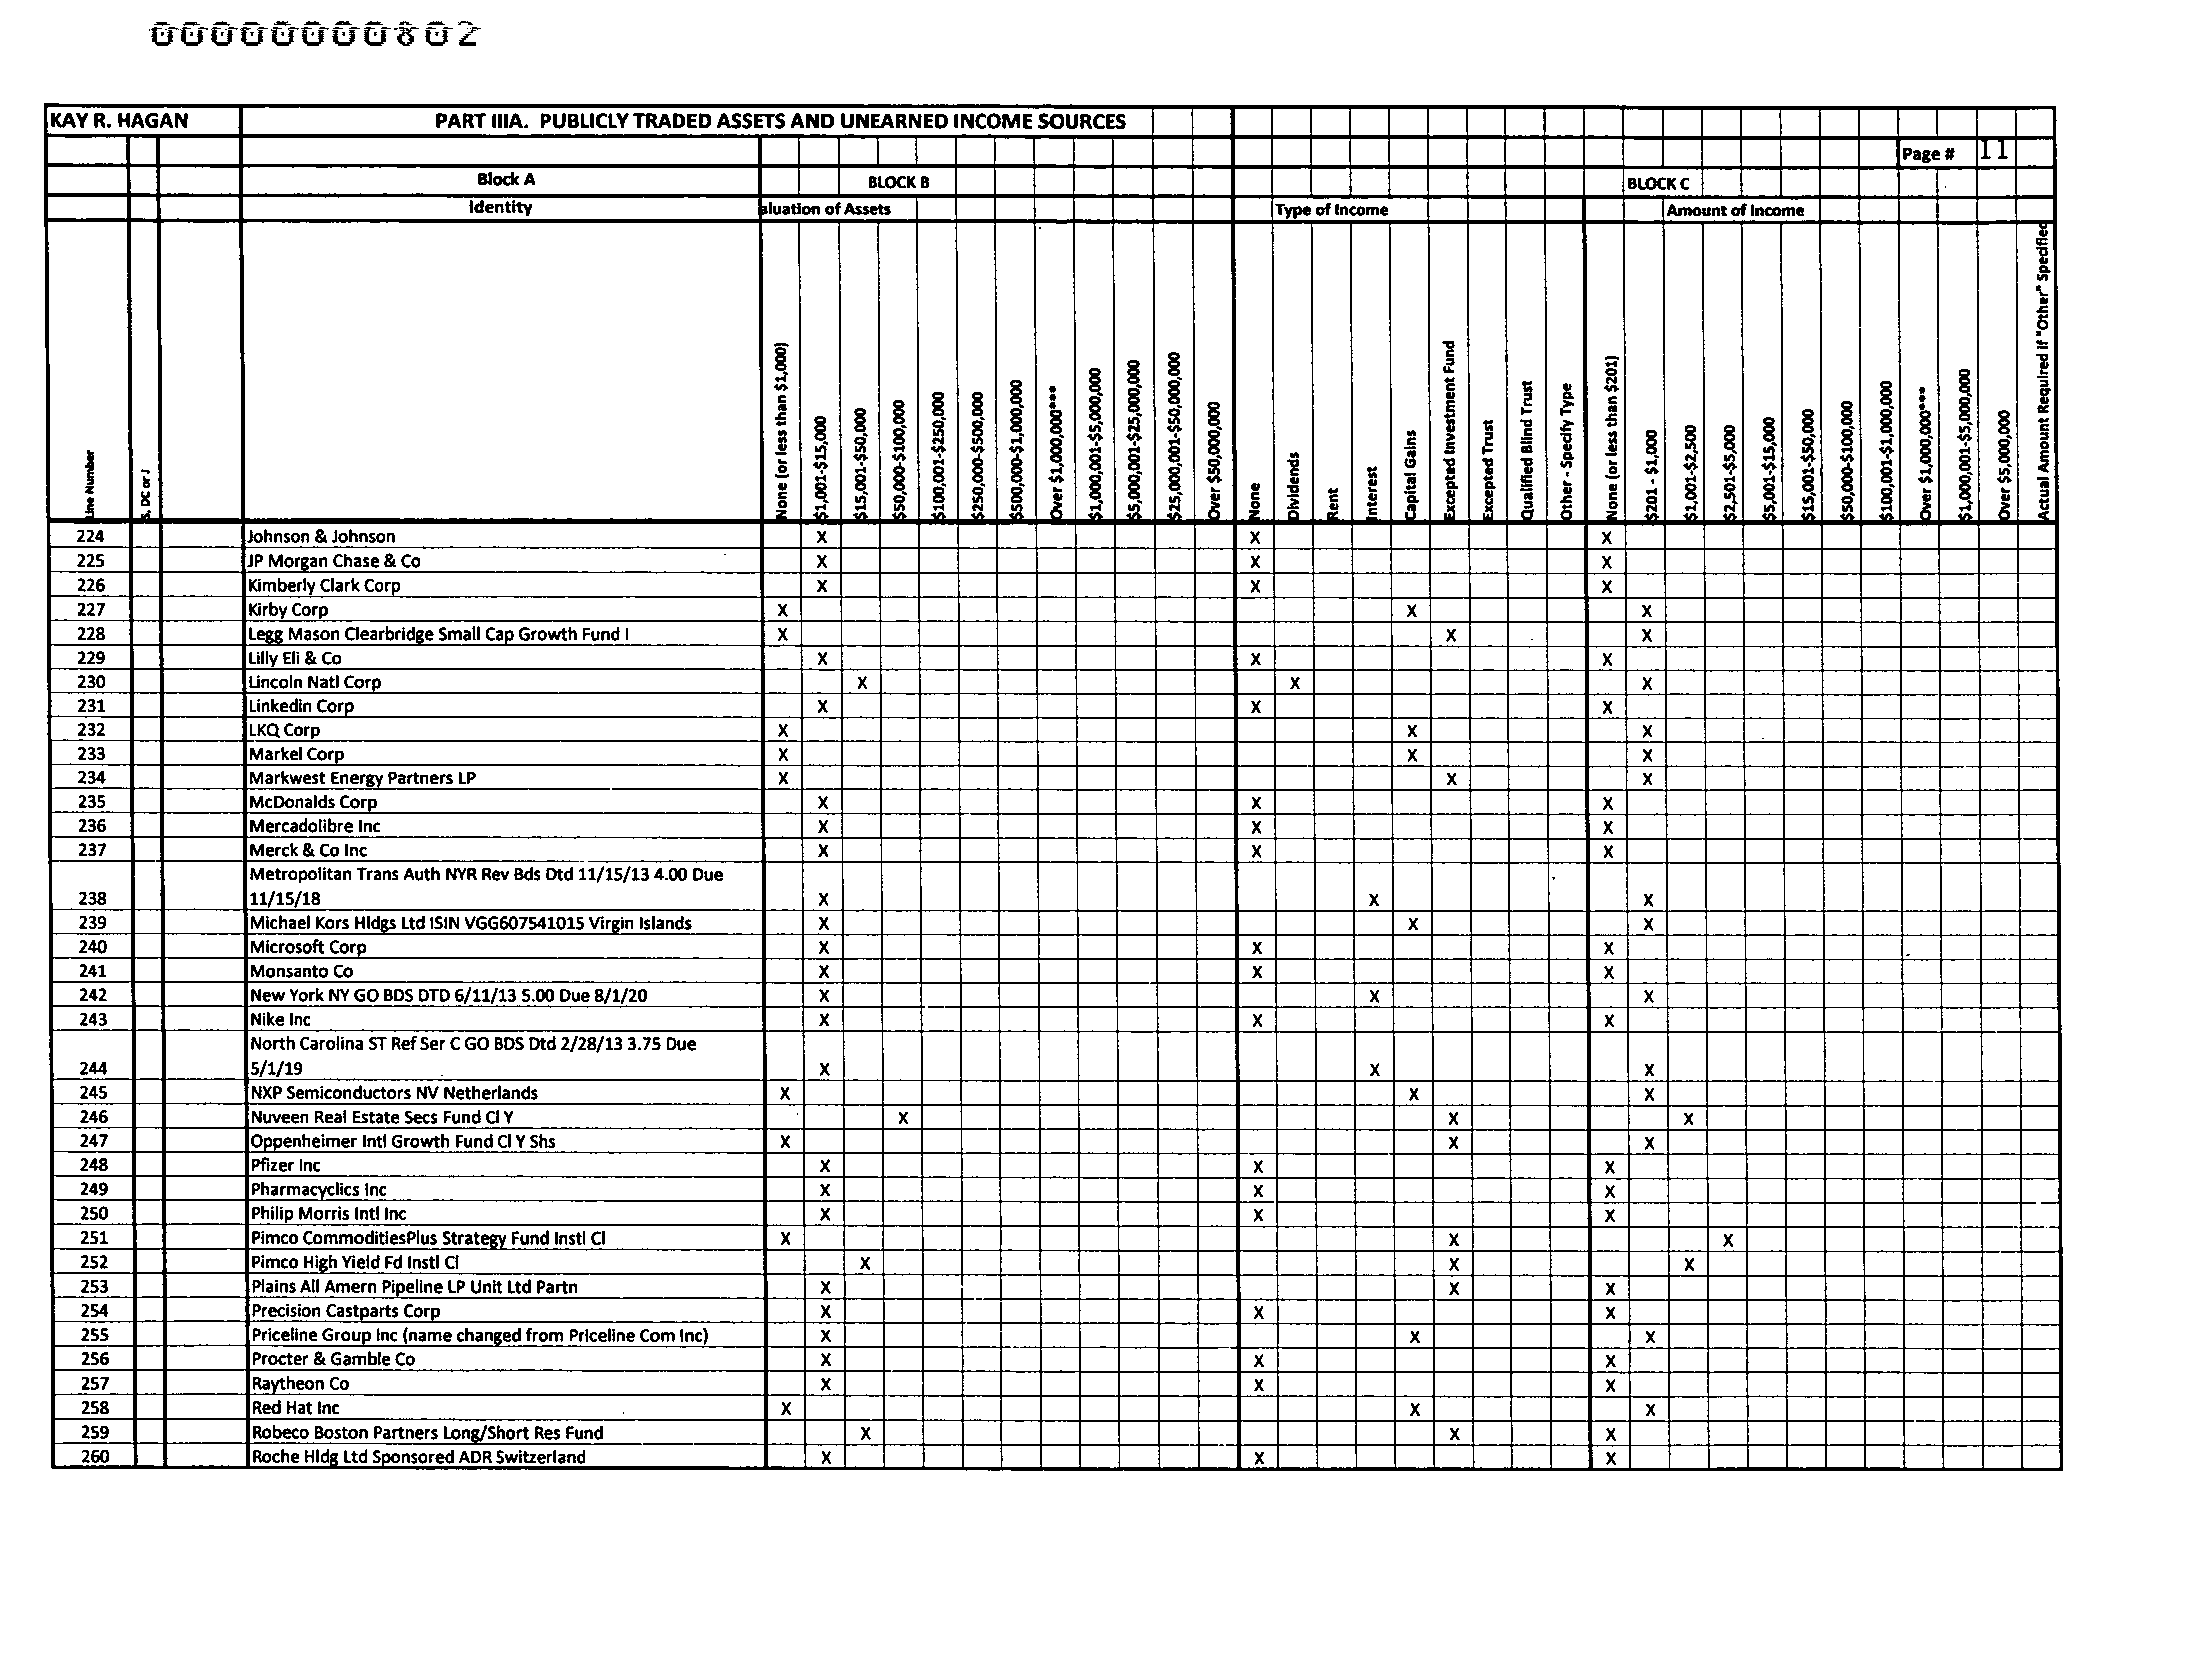 0000000802
KAY R. HAGAN PART IIIA. PUBLICLY TRADED ASSETS AND UNEARNED INCOME SOURCES
Page # 11
Block A BLOCK B BLOCK C
Identity aluation of Assets Type of Income Amount of Income
Line Number
S, DC or J
None (or less than $1,000)
$1,001-$15,000
$15,001-$50,000
$50,000-$100,000
$100,001-$250,000
$250,000-$500,000
$500,000-$1,000,000
Over $1,000,000***
$1,000,001-$5,000,000
$5,000,001-$25,000,000
$25,000,001-$50,000,000
Over $50,000,000
None
Dividends
Rent
Interest
Capital Gains
Excepted Investment Fund
Excepted Trust
Qualified Blind Trust
Other - Specify Type
None (or less than $201)
$201 - $1,000
$1,001-$2,500
$2,501-$5,000
$5,001-$15,000
$15,001-$50,000
$50,000-$100,000
$100,001-$1,000,000
Over $1,000,000***
$1,000,001-$5,000,000
Over $5,000,000
Actual Amount Required if "Other" Specified
224 Johnson & Johnson X X X
225 JP Morgan Chase & Co X X X
226 Kimberly Clark Corp X X X
227 Kirby Corp X X X
228 Legg Mason Clearbridge Small Cap Growth Fund I X X X
229 Lilly Eli & Co X X X
230 Lincoln Natl Corp X X X
231 Linkedin Corp X X X
232 LKQ Corp X X X
233 Markel Corp X X X
234 Markwest Energy Partners LP X X X
235 McDonalds Corp X X X
236 Mercadolibre Inc X X X
237 Merck & Co Inc X X X
Metropolitan Trans Auth NYR Rev Bds Dtd 11/15/13 4.00 Due
238 11/15/18 X X X
239 Michael Kors Hldgs Ltd ISIN VGG607541015 Virgin Islands X X X
240 Microsoft Corp X X X
241 Monsanto Co X X X
242 New York NY GO BDS DTD 6/11/13 5.00 Due 8/1/20 X X X
243 Nike Inc X X X
North Carolina ST Ref Ser C GO BDS Dtd 2/28/13 3.75 Due
244 5/1/19 X X X
245 NXP Semiconductors NV Netherlands X X X
246 Nuveen Real Estate Secs Fund Cl Y X X X
247 Oppenheimer Intl Growth Fund Cl Y Shs X X X
248 Pfizer Inc X X X
249 Pharmacyclics Inc X X X
250 Philip Morris Intl Inc X X X
251 Pimco CommoditiesPlus Strategy Fund Instl Cl X X X
252 Pimco High Yield Fd Instl Cl X X X
253 Plains All Amern Pipeline LP Unit Ltd Partn X X X
254 Precision Castparts Corp X X X
255 Priceline Group Inc (name changed from Priceline Com Inc) X X X
256 Procter & Gamble Co X X X
257 Raytheon Co X X X
258 Red Hat Inc X X X
259 Robeco Boston Partners Long/Short Res Fund X X X
260 Roche Hldg Ltd Sponsored ADR Switzerland X X X